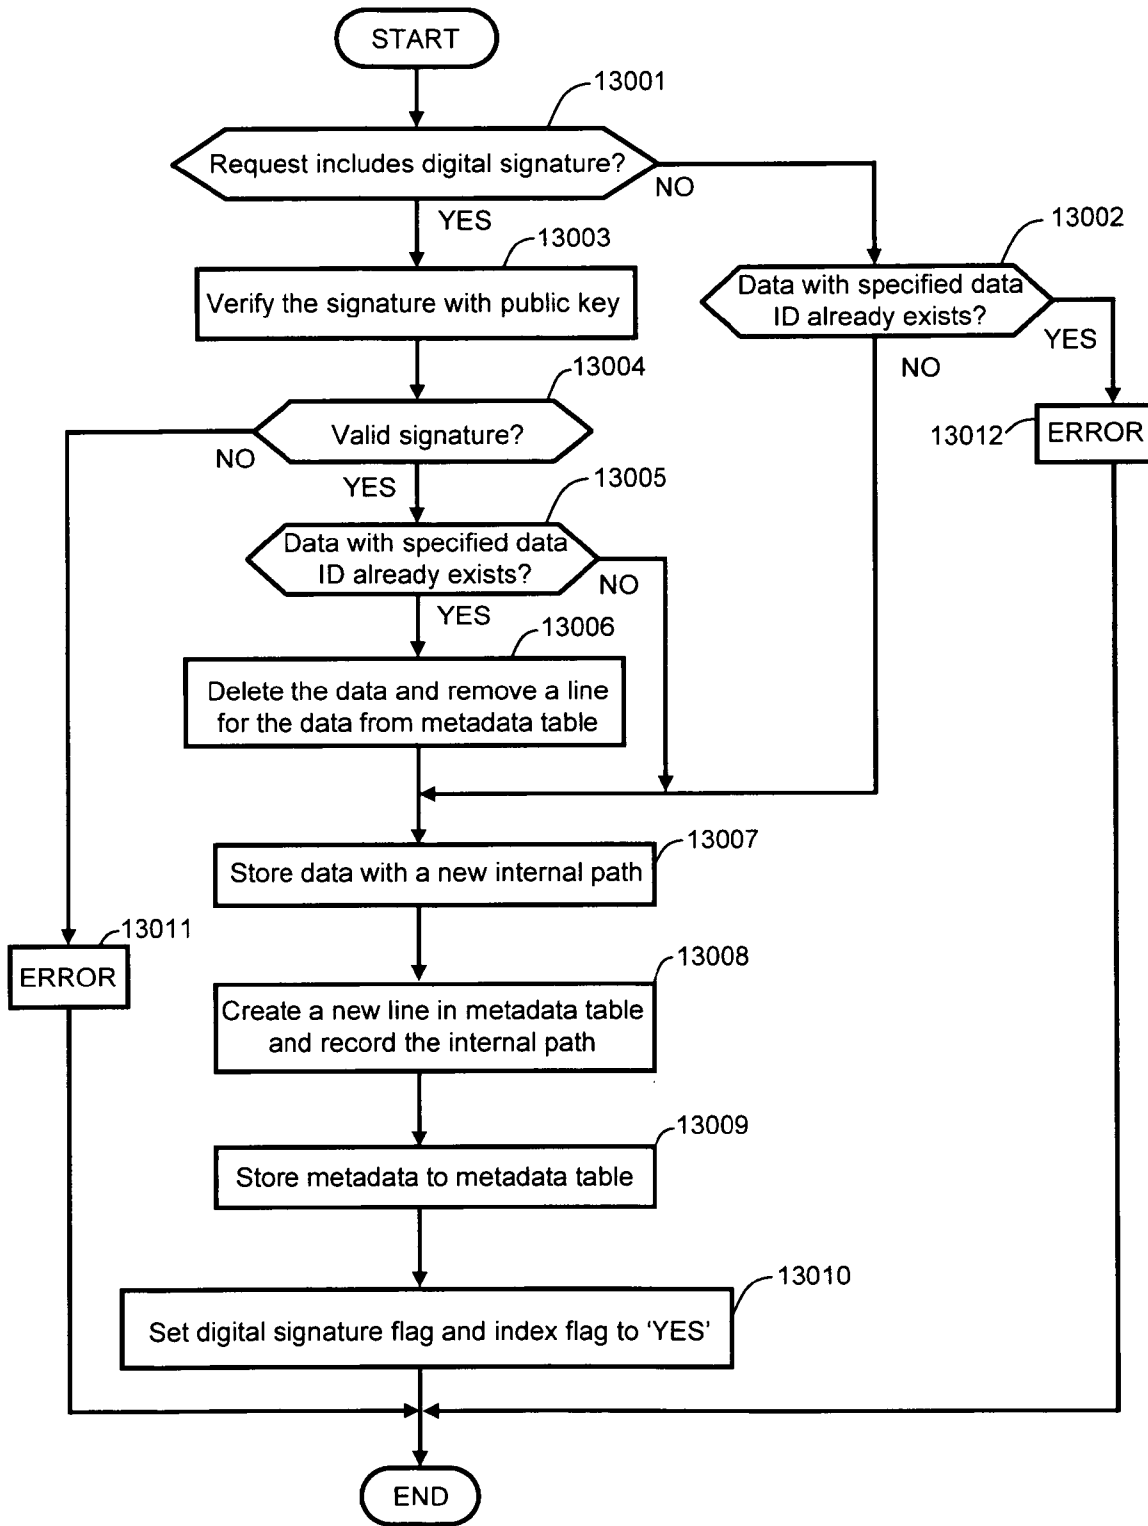 START
13001
Request includes digital signature?
NO
YES
13002
13003
Data with specified data
ID already exists?
Verify the signature with public key
YES
NO
13004
Valid signature?
NO
13012
ERROR
YES
13005
Data with specified data
ID already exists?
NO
YES
13006
Delete the data and remove a line
for the data from metadata table
13007
Store data with a new internal path
13011
ERROR
13008
Create a new line in metadata table
and record the internal path
13009
Store metadata to metadata table
13010
Set digital signature flag and index flag to ‘YES’
END